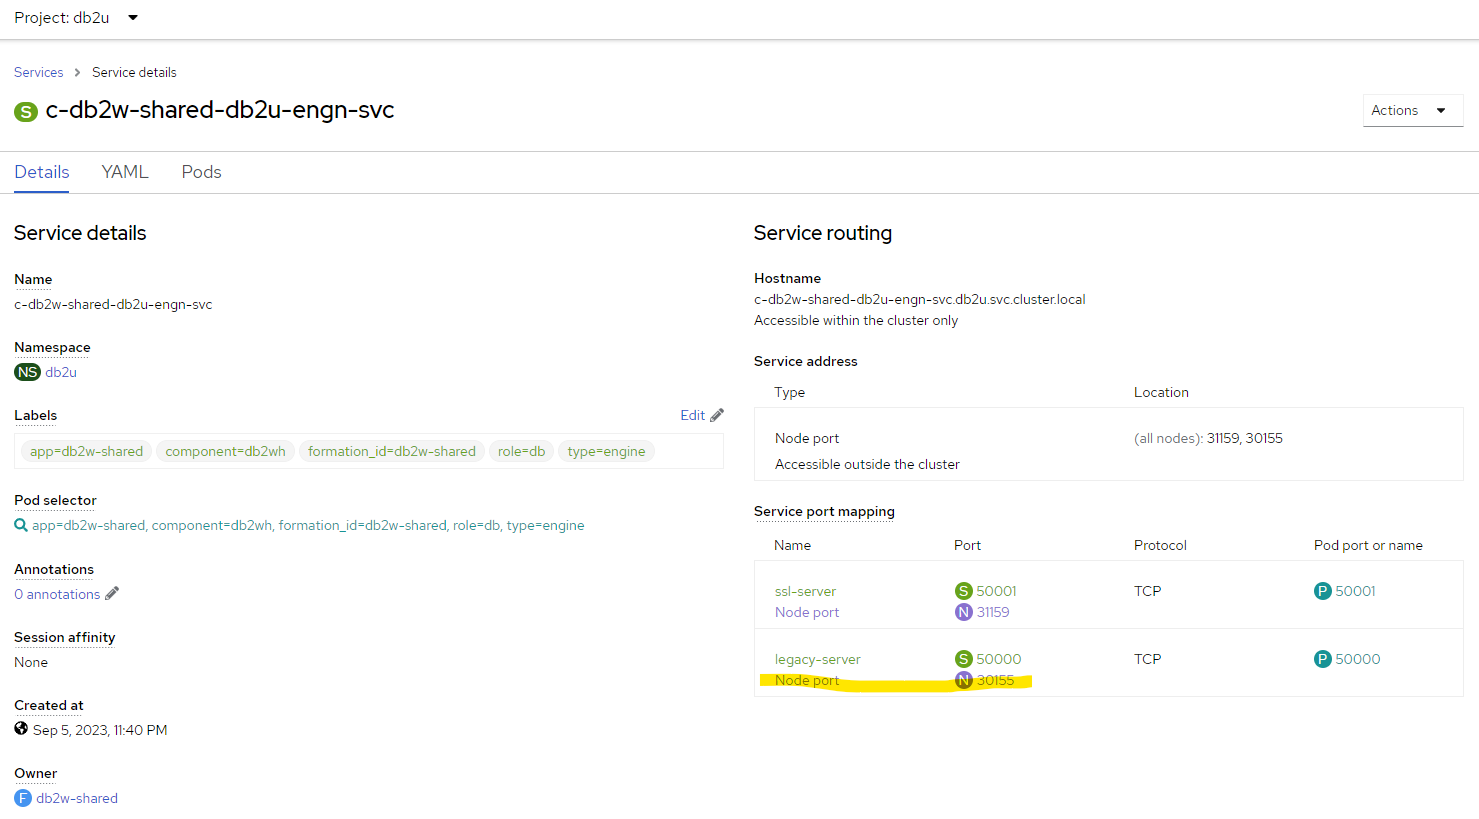 Project: db2u
Services > Service details
S c-db2w-shared-db2u-engn-svc
Actions
Details YAML Pods
Service details
Name
c-db2w-shared-db2u-engn-svc
Namespace
NS db2u
Labels
Edit
app=db2w-shared component=db2wh formation_id=db2w-shared role=db type=engine
Pod selector
app=db2w-shared, component=db2wh, formation_id=db2w-shared, role=db, type=engine
Annotations
0 annotations
Session affinity
None
Created at
Sep 5, 2023, 11:40 PM
Owner
F db2w-shared
Service routing
Hostname
c-db2w-shared-db2u-engn-svc.db2u.svc.cluster.local
Accessible within the cluster only
Service address
Type Location
Node port (all nodes): 31159, 30155
Accessible outside the cluster
Service port mapping
Name Port Protocol Pod port or name
ssl-server S 50001 TCP P 50001
Node port N 31159
legacy-server S 50000 TCP P 50000
Node port N 30155